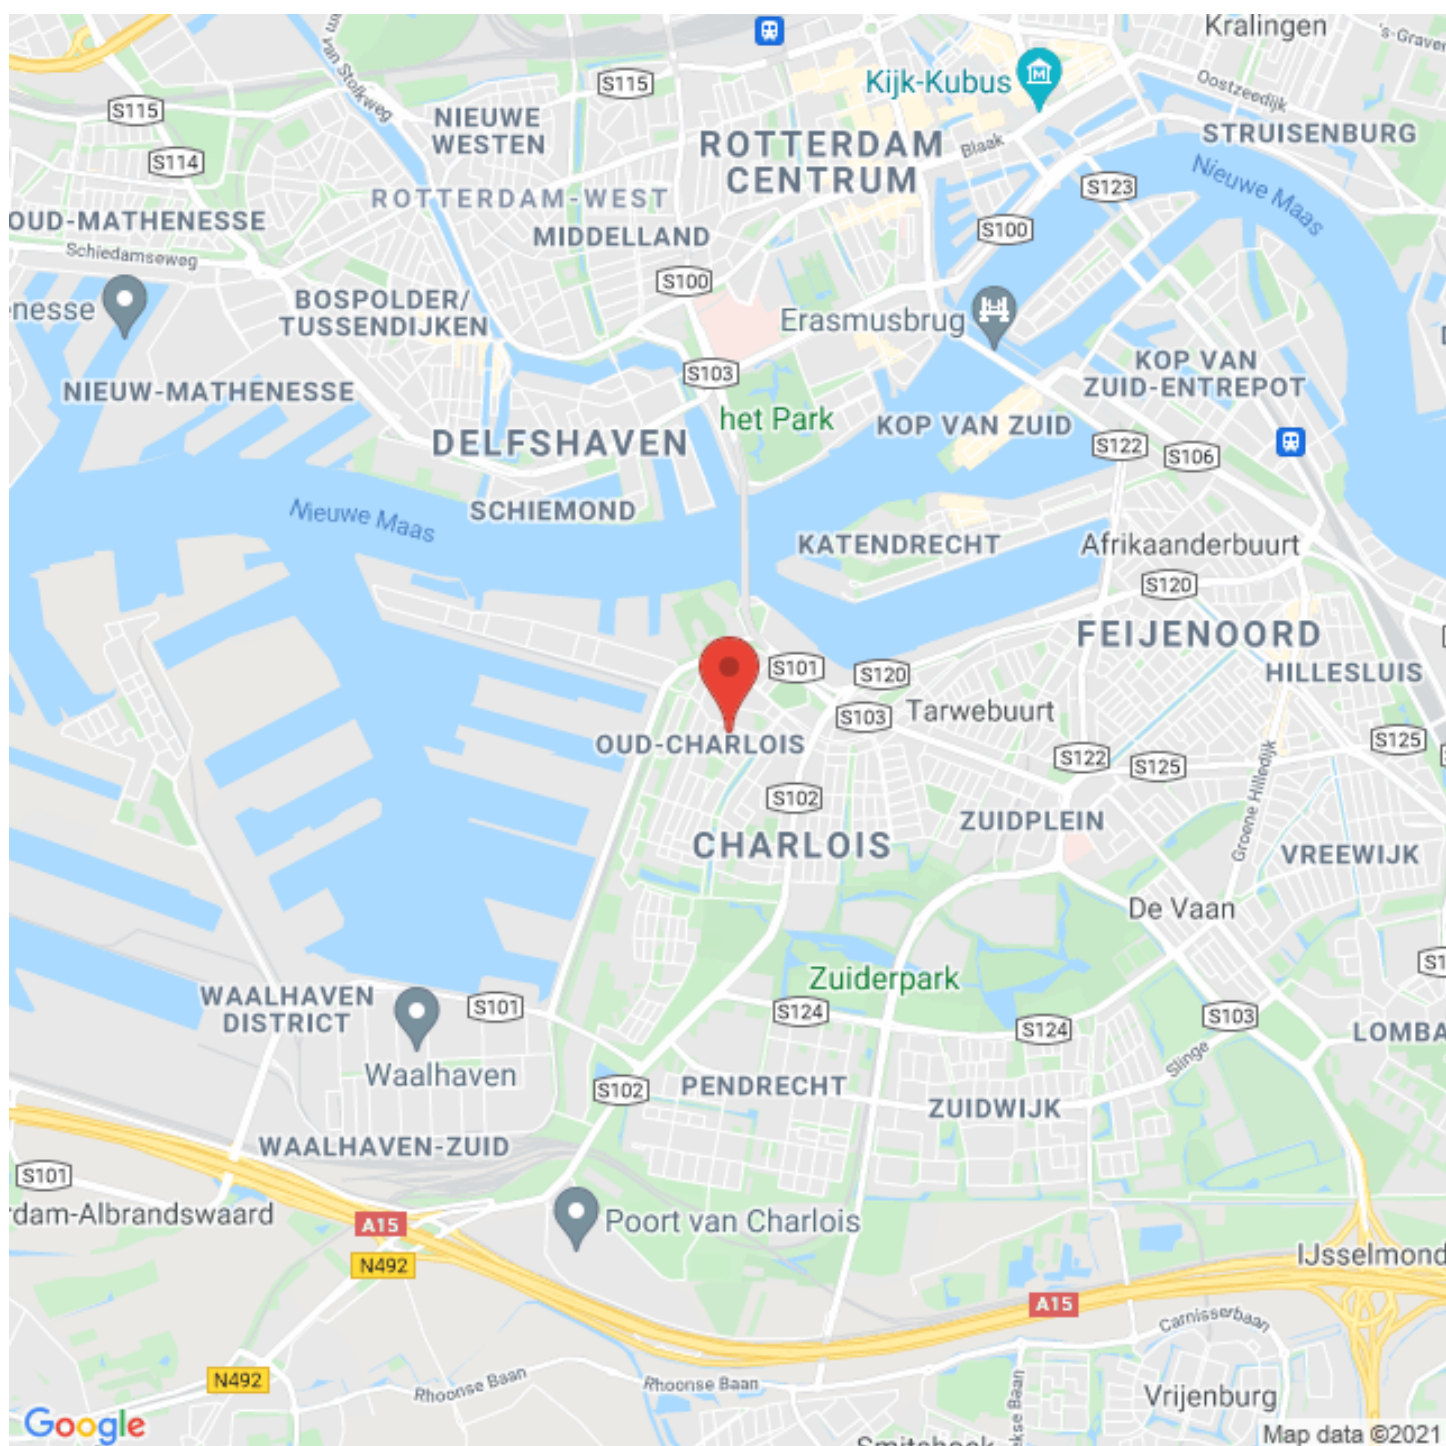 Kralingen
's-Graver
Oostzeedijk
Kijk-Kubus
S115
S115
NIEUWE
WESTEN
ROTTERDAM
CENTRUM
Blaak
STRUISENBURG
S114
Nieuwe Maas
S123
ROTTERDAM-WEST
OUD-MATHENESSE
MIDDELLAND
S100
Schiedamseweg
S100
BOSPOLDER/
TUSSENDIJKEN
nesse
Erasmusbrug
KOP VAN
ZUID-ENTREPOT
S103
NIEUW-MATHENESSE
het Park
KOP VAN ZUID
DELFSHAVEN
S122
S106
Nieuwe Maas
SCHIEMOND
KATENDRECHT
Afrikaanderbuurt
S120
FEIJENOORD
S101
S120
HILLESLUIS
S103
Tarwebuurt
OUD-CHARLOIS
S122
S125
S125
S102
ZUIDPLEIN
Groene Hilledijk
CHARLOIS
VREEWIJK
De Vaan
Zuiderpark
S1
WAALHAVEN
DISTRICT
S101
S124
S124
S103
LOMBA
Slinge
Waalhaven
S102
PENDRECHT
ZUIDWIJK
WAALHAVEN-ZUID
S101
dam-Albrandswaard
A15
Poort van Charlois
N492
IJsselmond
A15
Carnisserbaan
N492
Rhoonse Baan
Rhoonse Baan
Vrijenburg
ekse Baan
Google
Map data ©2021